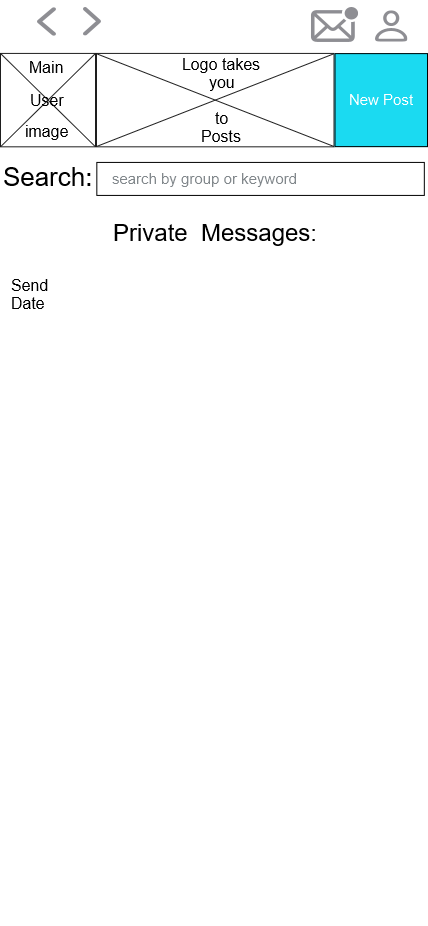 Main
User
image
Logo takes
you
to
Posts
New Post
Search:
search by group or keyword
Private Messages:
Send
Date